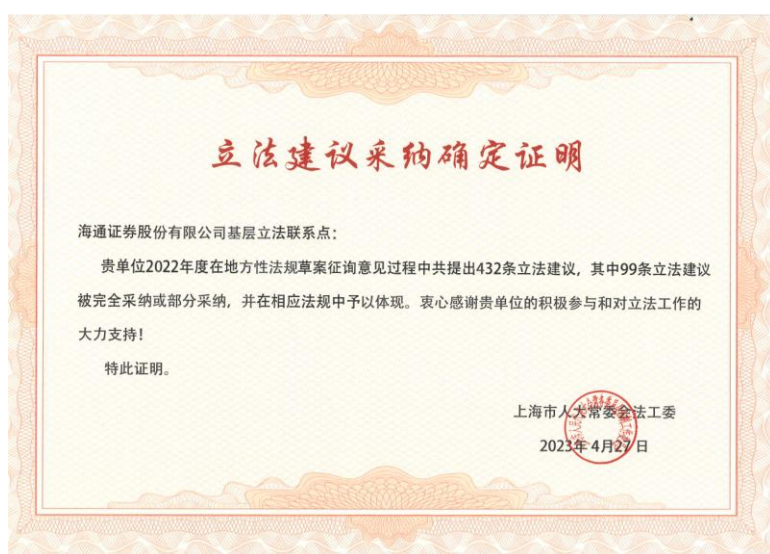 立法建议采纳确定证明
海通证券股份有限公司基层立法联系点：
贵单位2022年度在地方性法规草案征询意见过程中共提出432条立法建议，其中99条立法建议
被完全采纳或部分采纳，并在相应法规中予以体现。衷心感谢贵单位的积极参与和对立法工作的
大力支持！
特此证明。
上海市人大常委会法工委
2023年4月27日